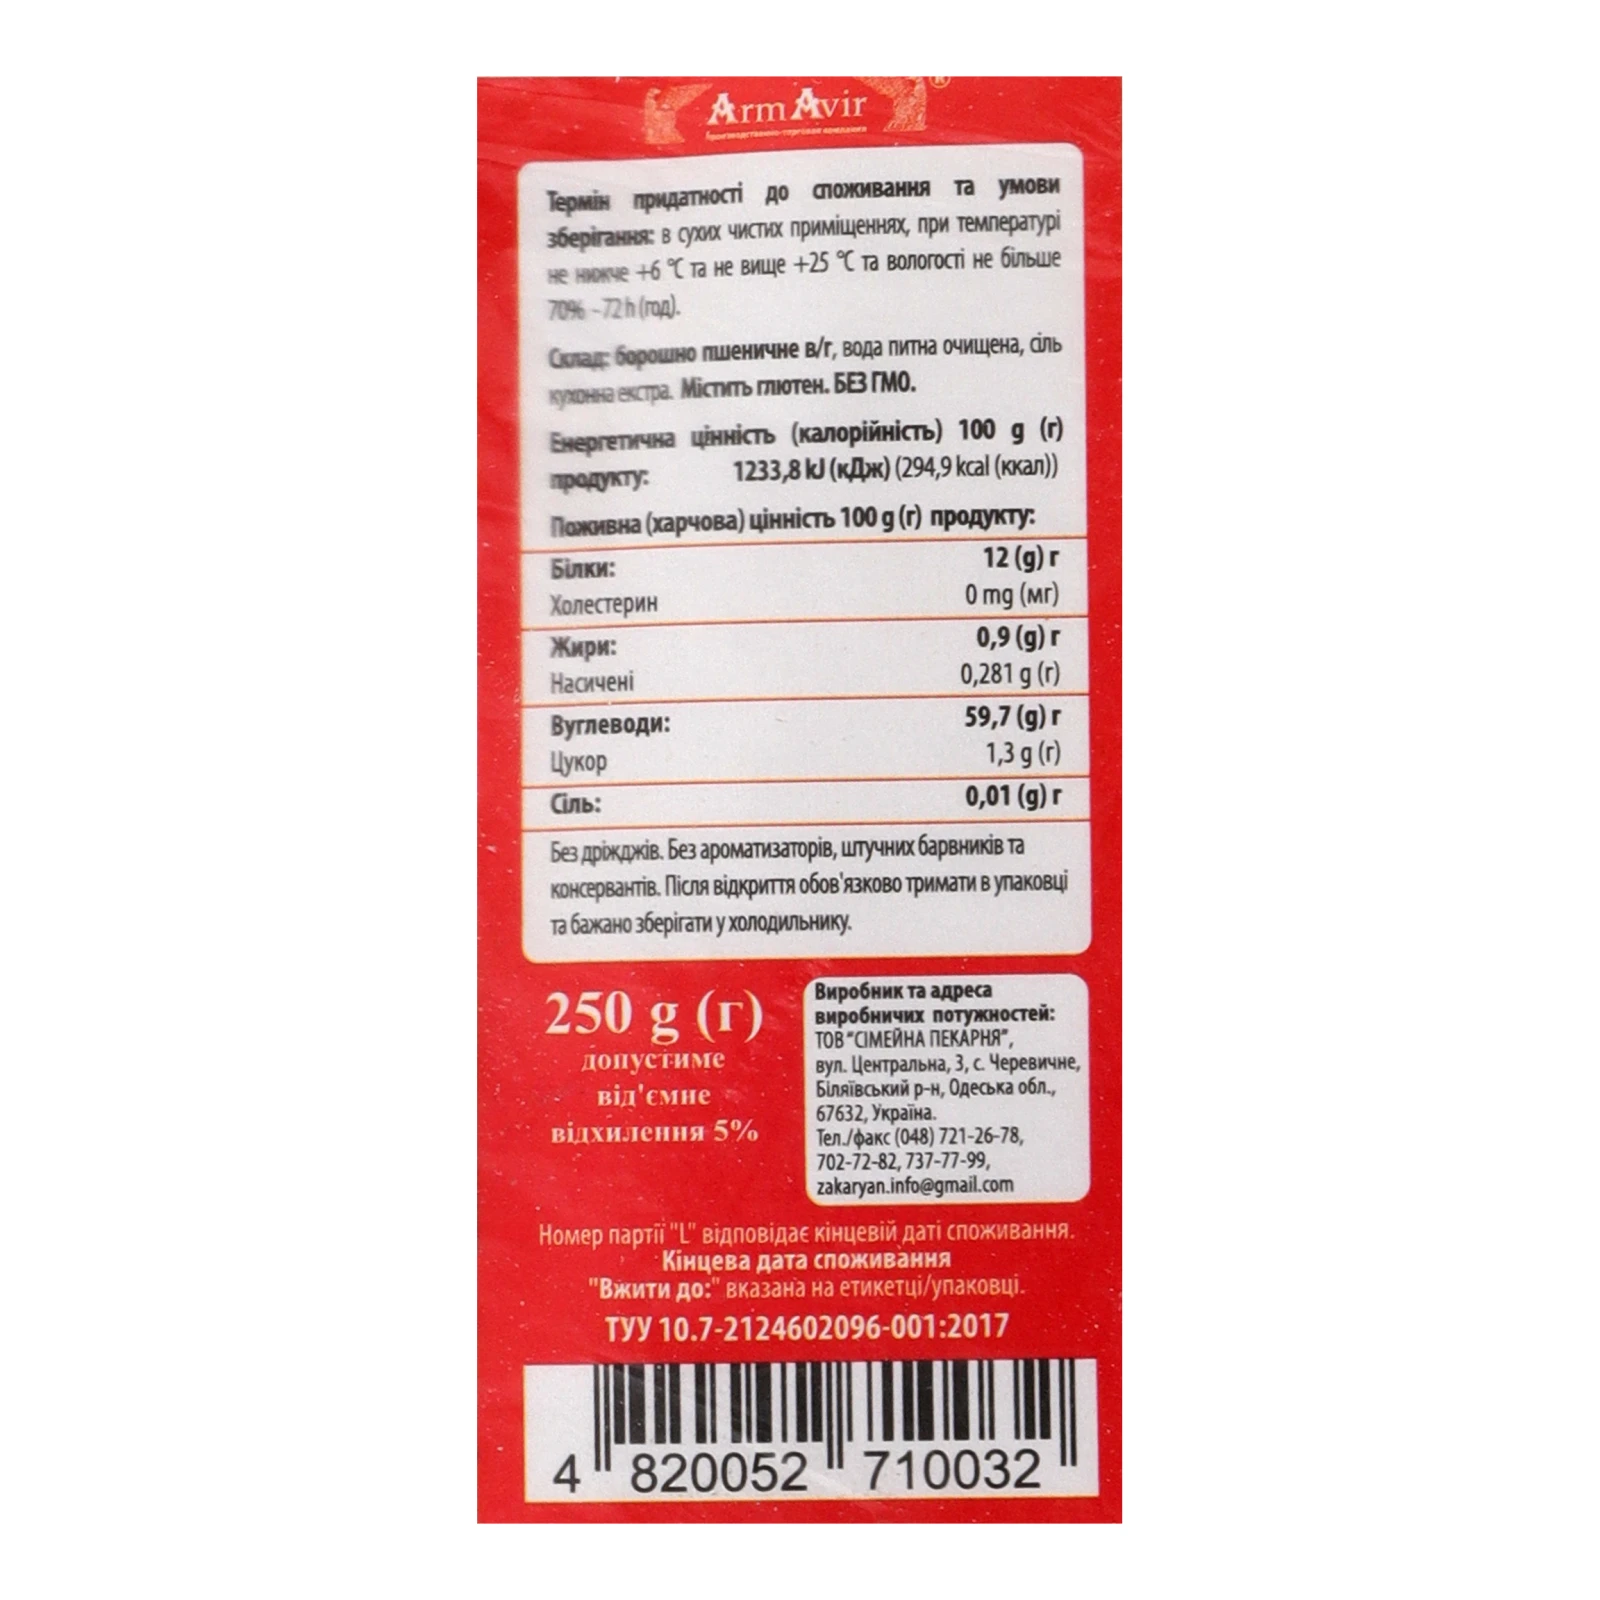 ArmAvir
Производственно-торговая компания
Термін придатності до споживання та умови
зберігання: в сухих чистих приміщеннях, при температурі
не нижче +6 °C та не вище +25 °C та вологості не більше
70% - 72 h (год).
Склад: борошно пшеничне в/г, вода питна очищена, сіль
кухонна екстра. Містить глютен. БЕЗ ГМО.
Енергетична цінність (калорійність) 100 g (г)
продукту: 1233,8 kJ (кДж) (294,9 kcal (ккал))
Поживна (харчова) цінність 100 g (г) продукту:
Білки: 12 (g) г
Холестерин 0 mg (мг)
Жири: 0,9 (g) г
Насичені 0,281 g (г)
Вуглеводи: 59,7 (g) г
Цукор 1,3 g (г)
Сіль: 0,01 (g) г
Без дріжджів. Без ароматизаторів, штучних барвників та
консервантів. Після відкриття обов'язково тримати в упаковці
та бажано зберігати у холодильнику.
250 g (г)
допустиме
від'ємне
відхилення 5%
Виробник та адреса
виробничих потужностей:
ТОВ "СІМЕЙНА ПЕКАРНЯ",
вул. Центральна, 3, с. Черевичне,
Біляївський р-н, Одеська обл.,
67632, Україна.
Тел./факс (048) 721-26-78,
702-72-82, 737-77-99,
zakaryan.info@gmail.com
Номер партії "L" відповідає кінцевій даті споживання.
Кінцева дата споживання
"Вжити до:" вказана на етикетці/упаковці.
ТУУ 10.7-2124602096-001:2017
4 820052 710032